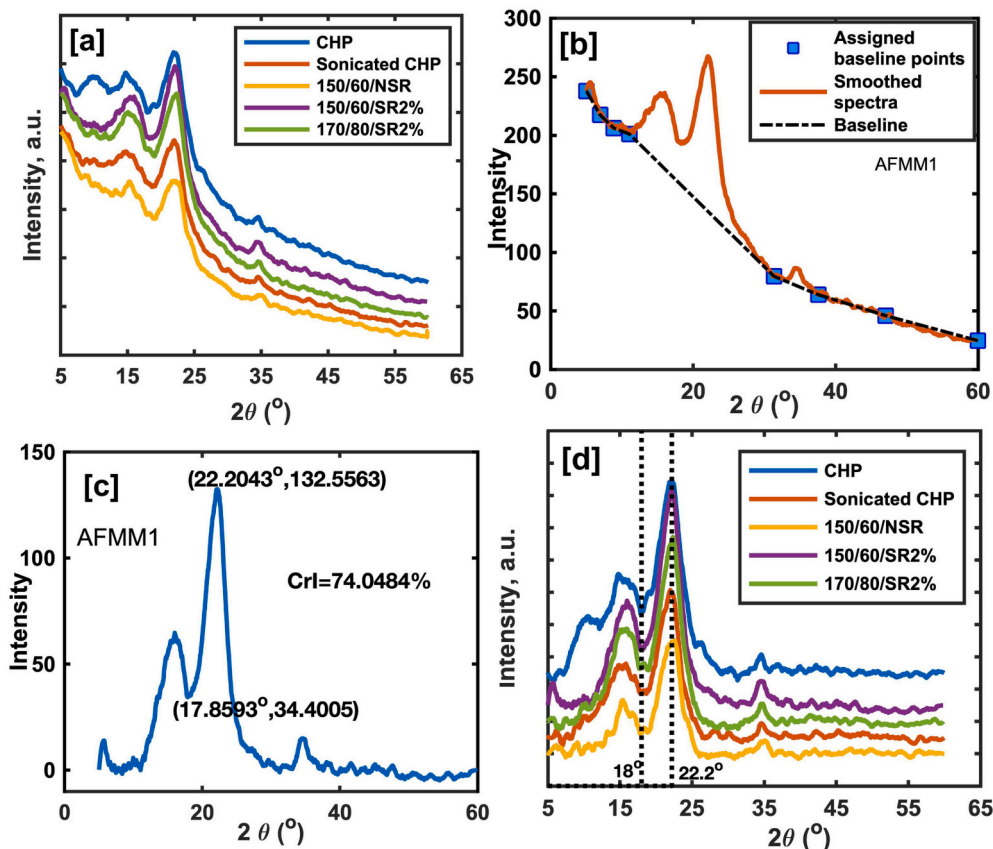 [a]
CHP
Sonicated CHP
150/60/NSR
150/60/SR2%
170/80/SR2%
Intensity, a.u.
5 15 25 35 45 55 65
2θ (°)
[b]
Assigned
baseline points
Smoothed
spectra
Baseline
AFMM1
300
250
200
150
100
50
0
Intensity
0 20 40 60
2 θ (°)
[c]
(22.2043°,132.5563)
AFMM1
CrI=74.0484%
(17.8593°,34.4005)
150
100
50
0
Intensity
0 20 40 60
2 θ (°)
[d]
CHP
Sonicated CHP
150/60/NSR
150/60/SR2%
170/80/SR2%
Intensity, a.u.
18° 22.2°
5 15 25 35 45 55 65
2θ (°)